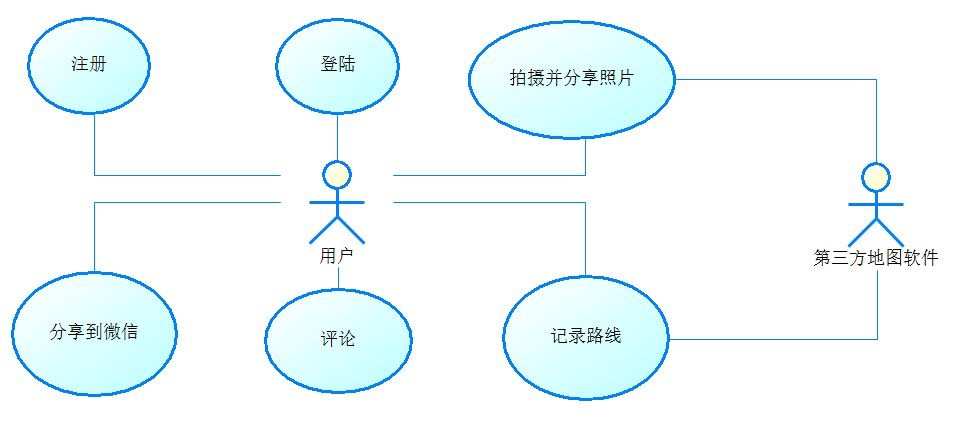 注册
登陆
拍摄并分享照片
用户
第三方地图软件
分享到微信
评论
记录路线